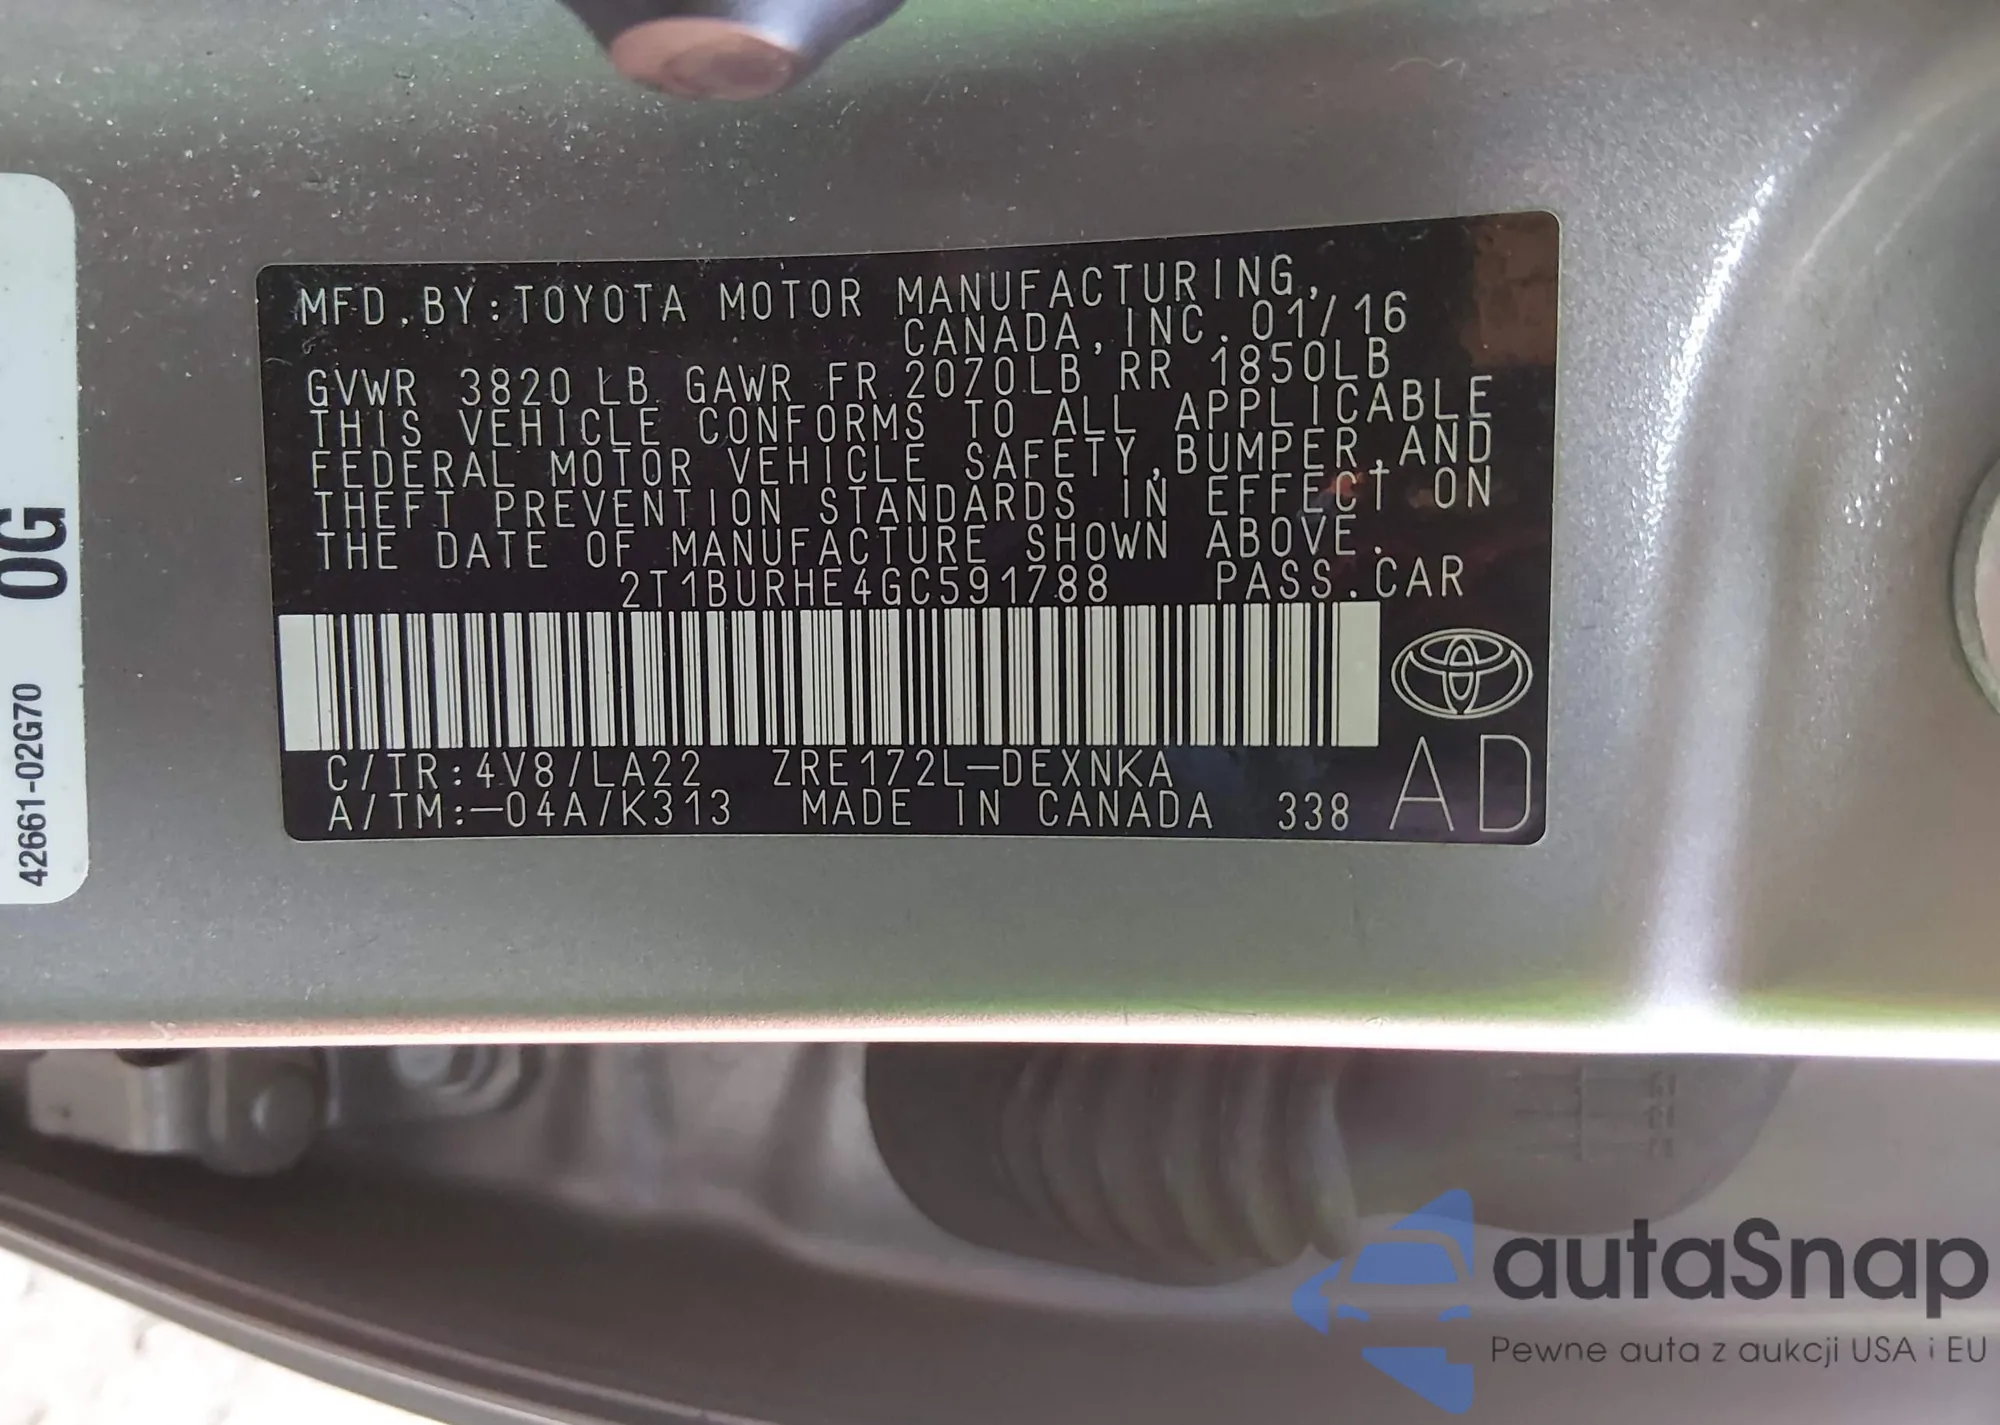 MFD.BY:TOYOTA MOTOR MANUFACTURING,
CANADA,INC. 01/16
GVWR 3820 LB GAWR FR 2070LB RR 1850LB
THIS VEHICLE CONFORMS TO ALL APPLICABLE
FEDERAL MOTOR VEHICLE SAFETY,BUMPER,AND
THEFT PREVENTION STANDARDS IN EFFECT ON
THE DATE OF MANUFACTURE SHOWN ABOVE.
2T1BURHE4GC591788 PASS.CAR
C/TR:4V8/LA22 ZRE172L-DEXNKA
A/TM:-04A/K313 MADE IN CANADA 338
AD
0G
42661-02G70
autaSnap
Pewne auta z aukcji USA i EU